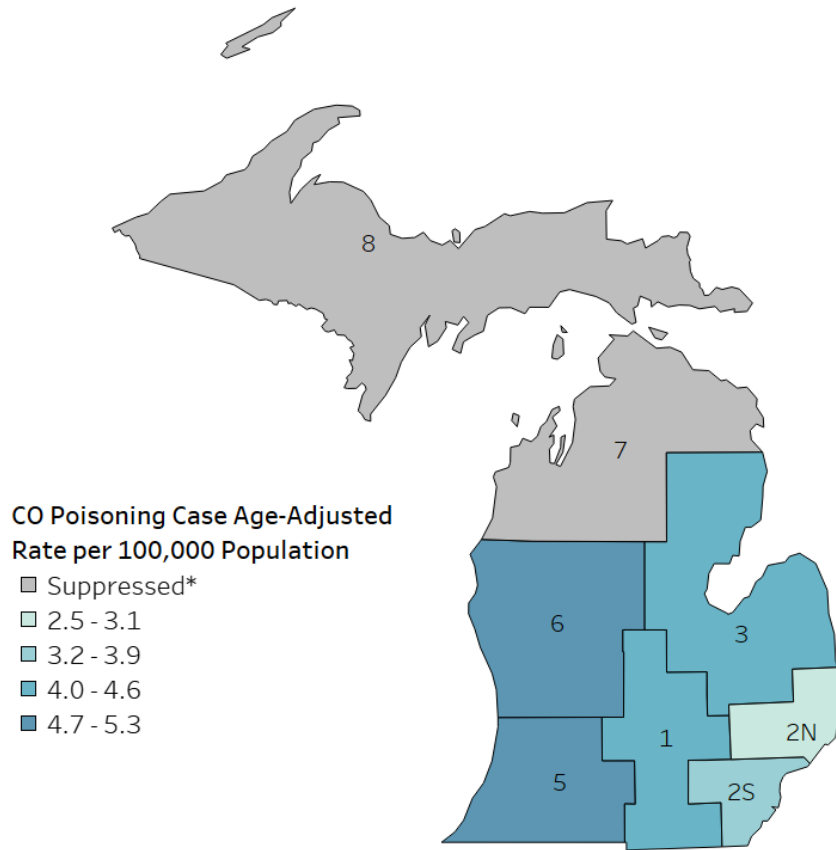 8
7
CO Poisoning Case Age-Adjusted
Rate per 100,000 Population
Suppressed*
2.5 - 3.1
3.2 - 3.9
4.0 - 4.6
4.7 - 5.3
6
3
1
2N
5
2S